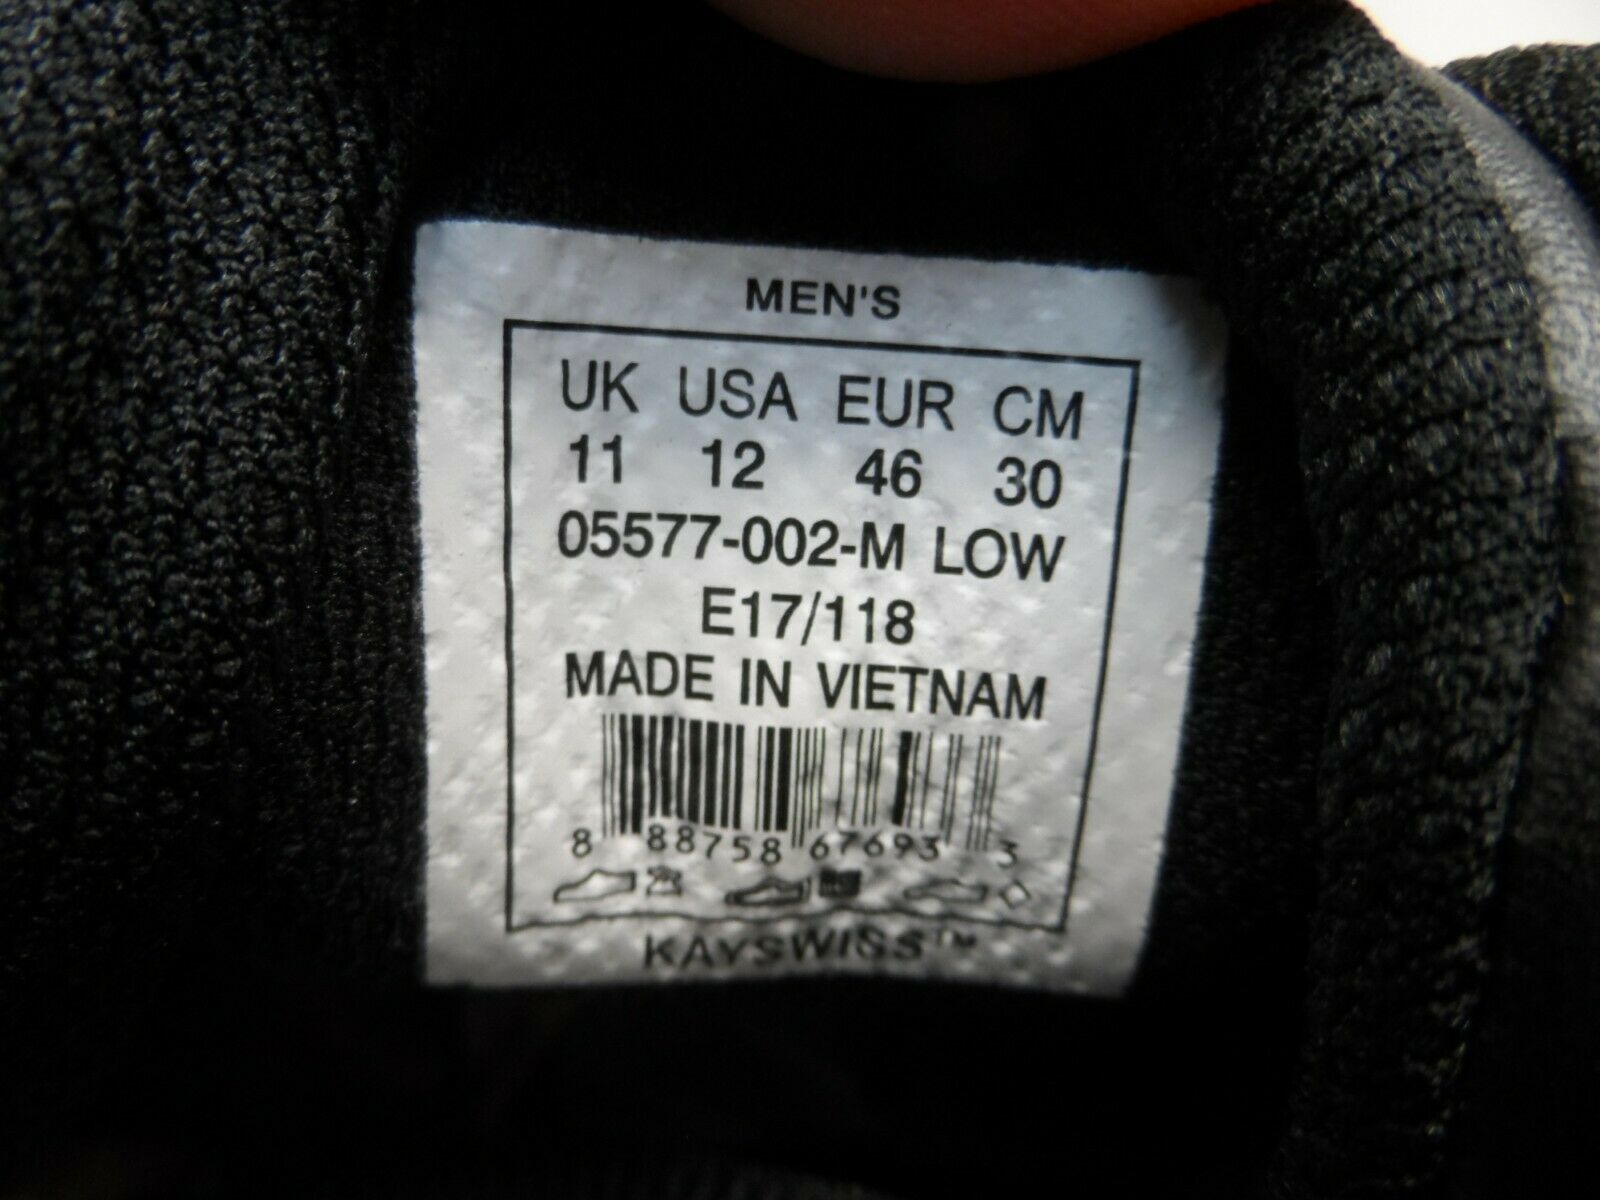 MEN'S
UK USA EUR CM
11 12 46 30
05577-002-M LOW
E17/118
MADE IN VIETNAM
8 88758 67693 3
KAYSWISS™